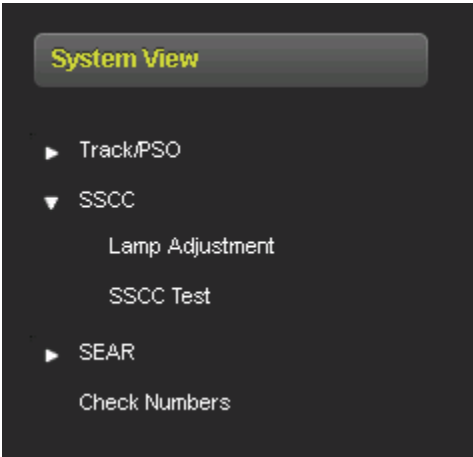 System View
Track/PSO
SSCC
Lamp Adjustment
SSCC Test
SEAR
Check Numbers